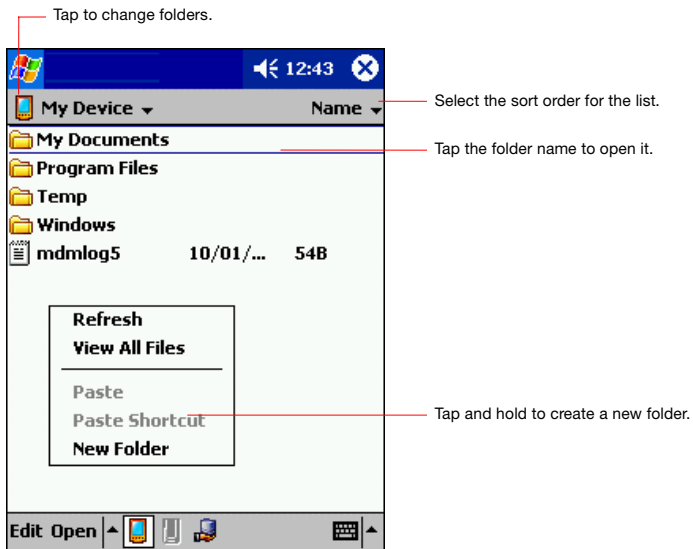 Tap to change folders.
12:43
My Device
Name
Select the sort order for the list.
My Documents
Tap the folder name to open it.
Program Files
Temp
Windows
mdmlog5 10/01/... 54B
Refresh
View All Files
Paste
Paste Shortcut
Tap and hold to create a new folder.
New Folder
Edit Open